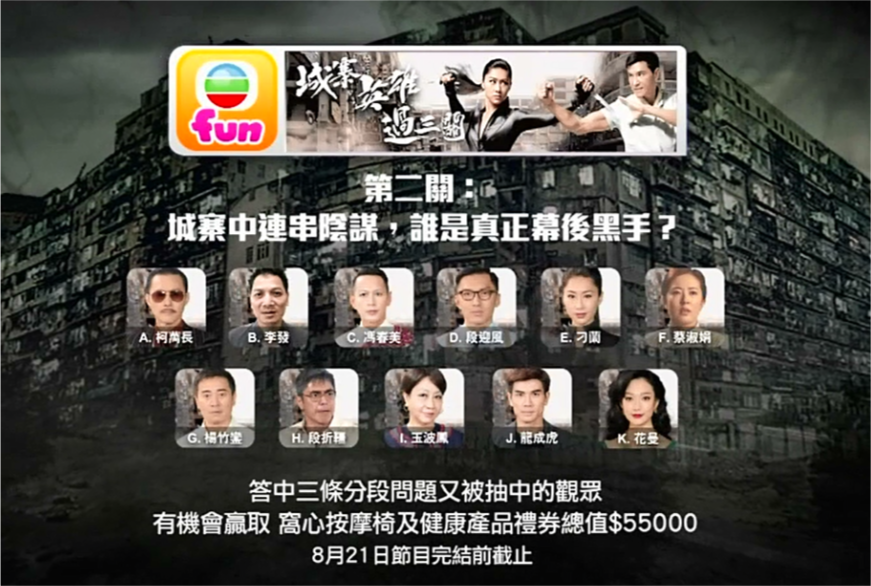 fun
城寨英雄
過三關
第二關：
城寨中連串陰謀，誰是真正幕後黑手？
A. 柯萬長
B. 李發
C. 馮春美
D. 段迎風
E. 刁蘭
F. 蔡淑娟
G. 楊竹蠻
H. 段折疆
I. 玉波鳳
J. 龍成虎
K. 花曼
答中三條分段問題又被抽中的觀眾
有機會贏取 窩心按摩椅及健康產品禮券總值$55000
8月21日節目完結前截止